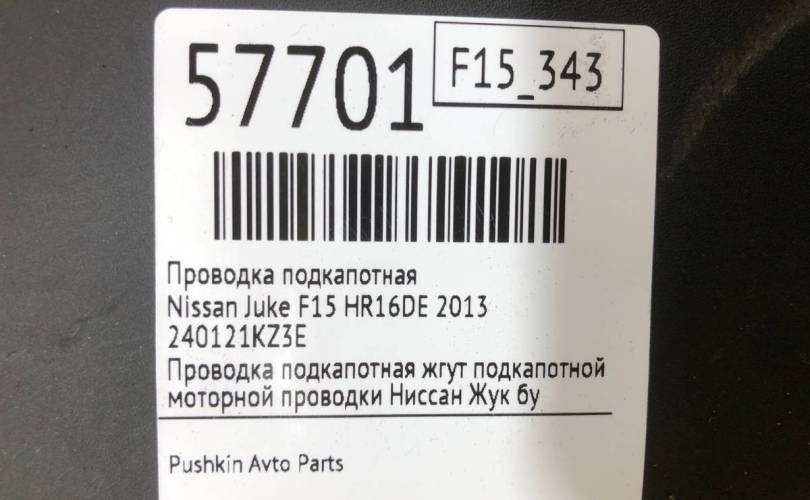 57701
F15_343
Проводка подкапотная
Nissan Juke F15 HR16DE 2013
240121KZ3E
Проводка подкапотная жгут подкапотной
моторной проводки Ниссан Жук бу
Pushkin Avto Parts